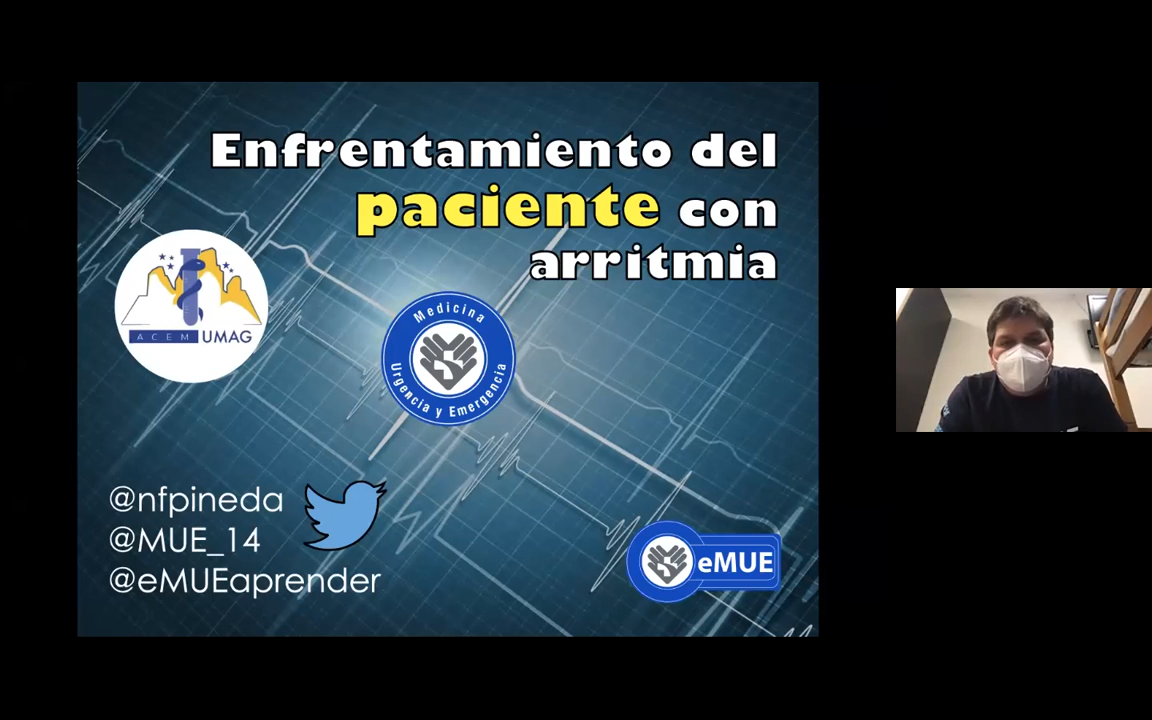 Enfrentamiento del
paciente con
arritmia
ACEM UMAG
Medicina
Urgencia y Emergencia
@nfpineda
@MUE_14
@eMUEaprender
eMUE